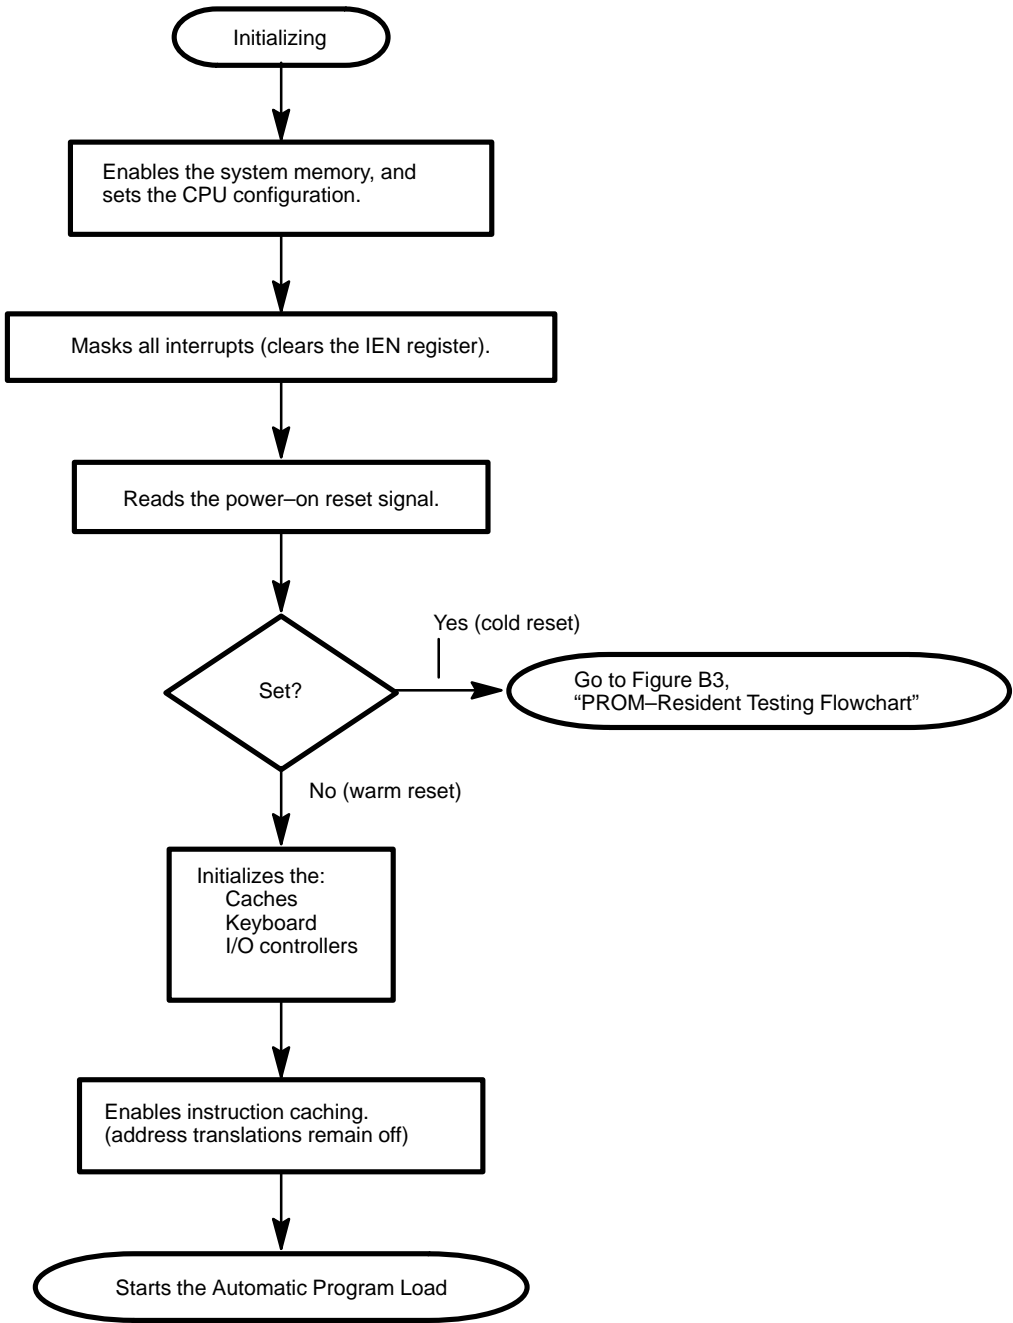 Initializing
Enables the system memory, and
sets the CPU configuration.
Masks all interrupts (clears the IEN register).
Reads the power–on reset signal.
Yes (cold reset)
Set?
Go to Figure B3,
“PROM–Resident Testing Flowchart”
No (warm reset)
Initializes the:
Caches
Keyboard
I/O controllers
Enables instruction caching.
(address translations remain off)
Starts the Automatic Program Load